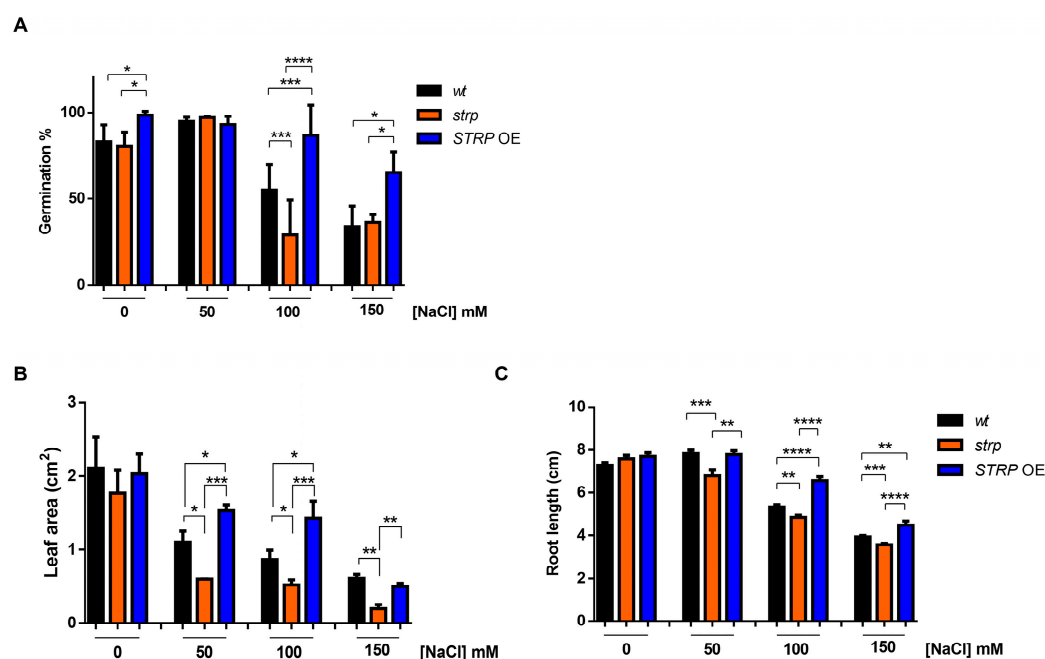 A
****
*
***
wt
*
strp
100
*
***
*
STRP OE
Germination %
50
0
0 50 100 150 [NaCl] mM
B
C
3
10
wt
***
****
8
**
**
strp
*
*
****
***
STRP OE
2
***
***
**
6
**
****
Leaf area (cm²)
*
*
Root length (cm)
4
1
**
2
0
0
0 50 100 150 [NaCl] mM
0 50 100 150 [NaCl] mM